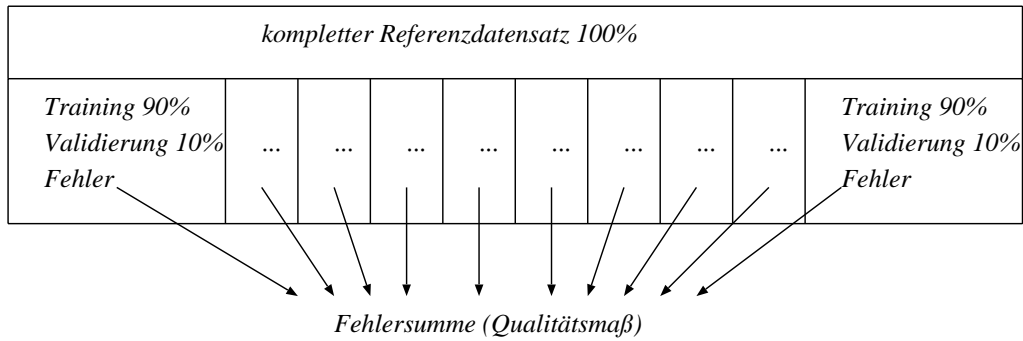 kompletter Referenzdatensatz 100%
Training 90%
Validierung 10%
Fehler
... ... ... ... ... ... ... ...
Training 90%
Validierung 10%
Fehler
Fehlersumme (Qualitätsmaß)